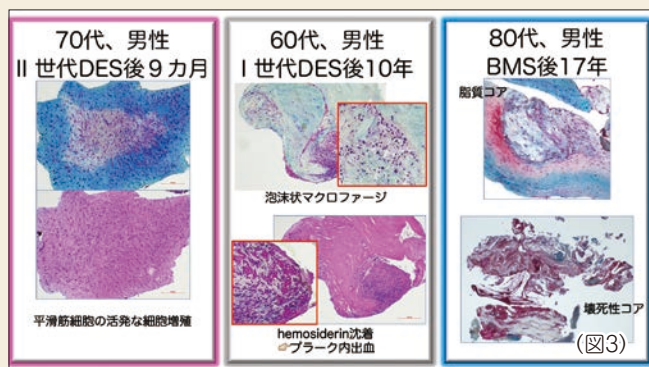 70代、男性
II 世代DES後9カ月
平滑筋細胞の活発な細胞増殖
60代、男性
I 世代DES後10年
泡沫状マクロファージ
hemosiderin沈着
👉プラーク内出血
80代、男性
BMS後17年
脂質コア
壊死性コア
(図3)